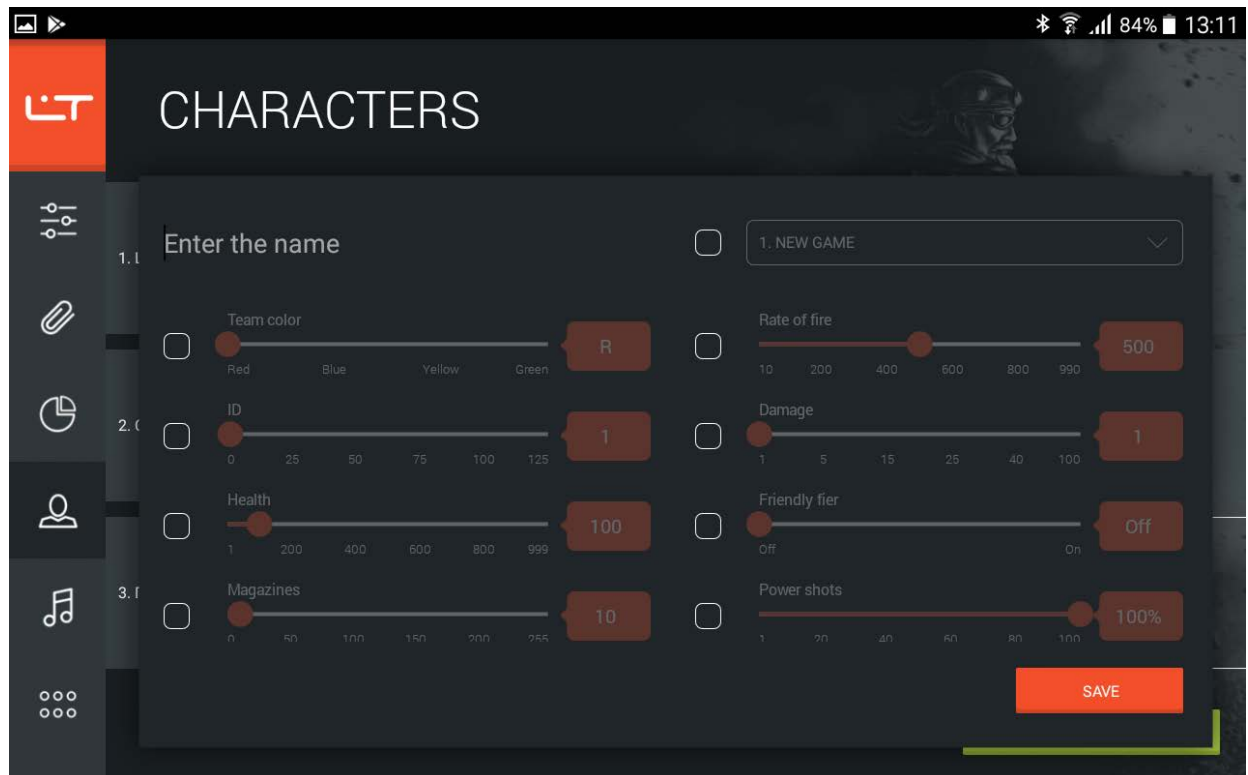 84% 13:11
LIT
CHARACTERS
Enter the name
1. NEW GAME
1. L
Team color
R
Red Blue Yellow Green
Rate of fire
500
10 200 400 600 800 990
2.
ID
1
0 25 50 75 100 125
Damage
1
1 5 15 25 40 100
Health
100
1 200 400 600 800 999
Friendly fier
Off
Off On
3.
Magazines
10
0 50 100 150 200 255
Power shots
100%
1 20 40 60 80 100
SAVE